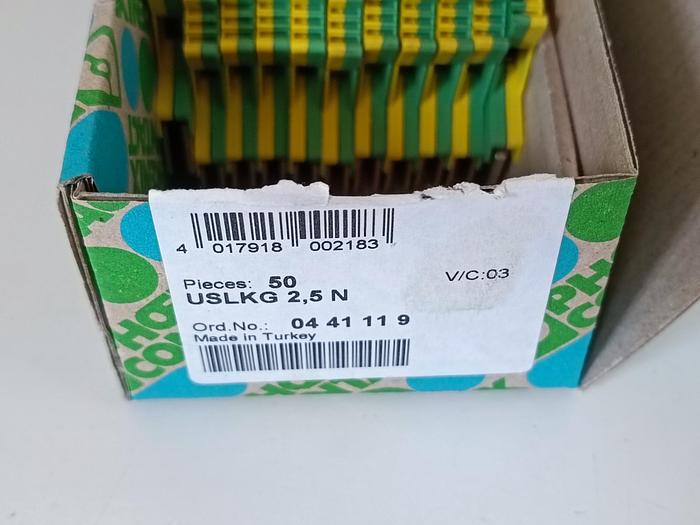 4 017918 002183
Pieces: 50
USLKG 2,5 N
V/C:03
Ord.No.: 04 41 11 9
Made in Turkey